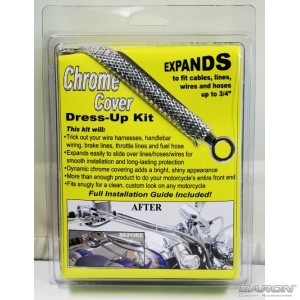 EXPANDS
to fit cables, lines,
wires and hoses
up to 3/4"
Chrome
Cover
Dress-Up Kit
This kit will:
•Trick out your wire harnesses, handlebar
wiring, brake lines, throttle lines and fuel hose
•Expands easily to slide over lines/hoses/wires for
smooth installation and long-lasting protection
•Dynamic chrome covering adds a bright, shiny appearance
•More than enough product to do your motorcycle's entire front end
•Fits snugly for a clean, custom look on any motorcycle
Full Installation Guide Included!
AFTER
BEFORE
BARON